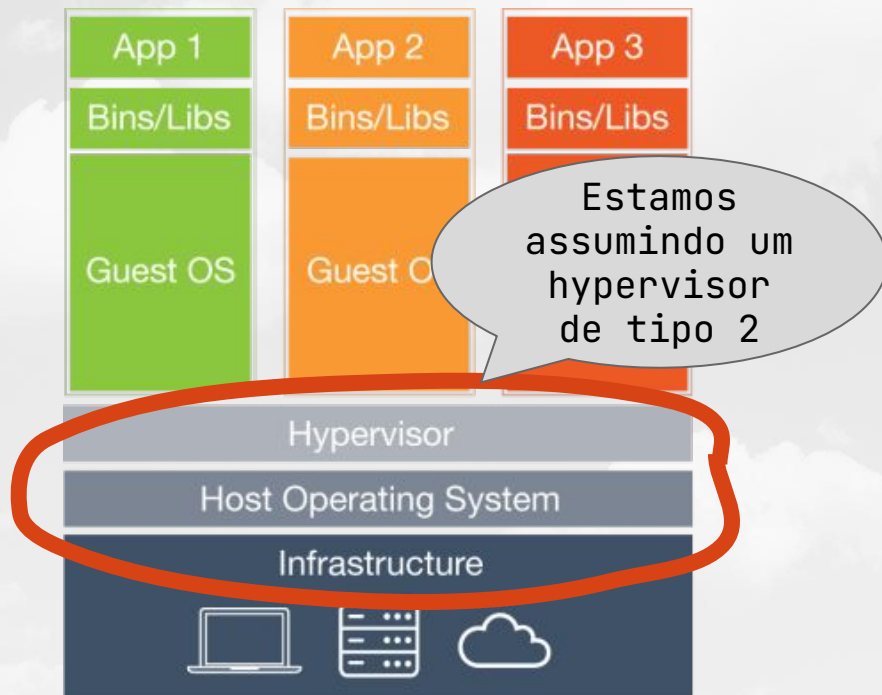 App 1
App 2
App 3
Bins/Libs
Bins/Libs
Bins/Libs
Guest OS
Guest O
Estamos
assumindo um
hypervisor
de tipo 2
Hypervisor
Host Operating System
Infrastructure